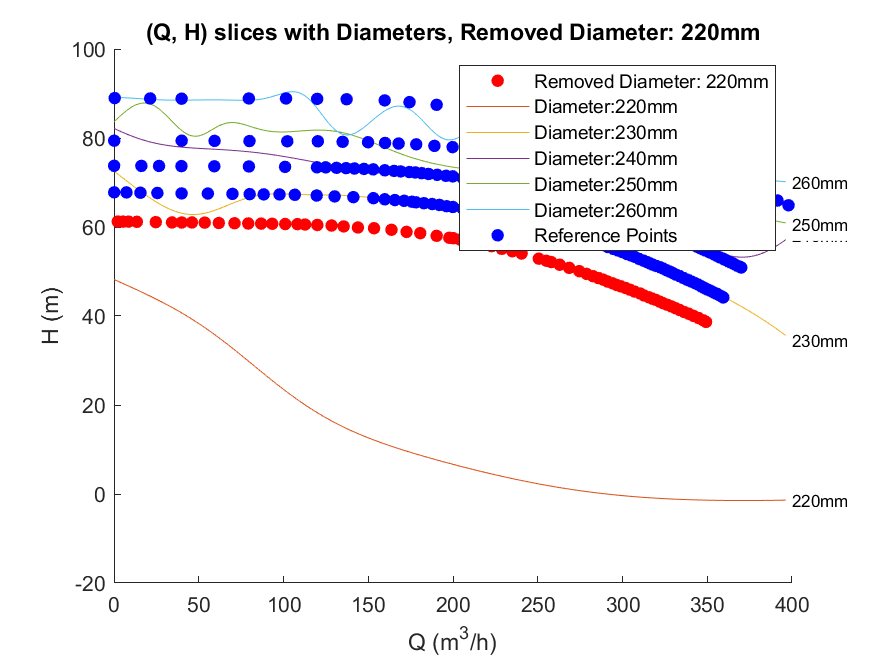 (Q, H) slices with Diameters, Removed Diameter: 220mm
100
80
60
40
20
0
-20
H (m)
Removed Diameter: 220mm
Diameter:220mm
Diameter:230mm
Diameter:240mm
Diameter:250mm
Diameter:260mm
Reference Points
260mm
250mm
230mm
220mm
0
50
100
150
200
250
300
350
400
Q (m³/h)